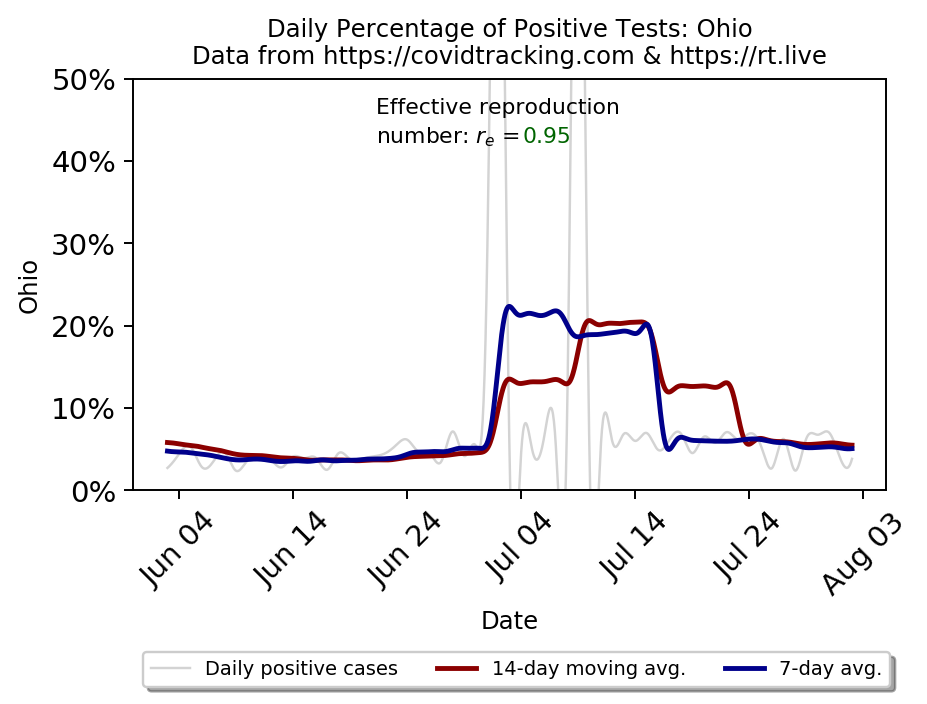 Daily Percentage of Positive Tests: Ohio
Data from https://covidtracking.com & https://rt.live
Effective reproduction
number: rₑ = 0.95
50%
40%
30%
20%
10%
0%
Ohio
Jun 04
Jun 14
Jun 24
Jul 04
Jul 14
Jul 24
Aug 03
Date
Daily positive cases
14-day moving avg.
7-day avg.